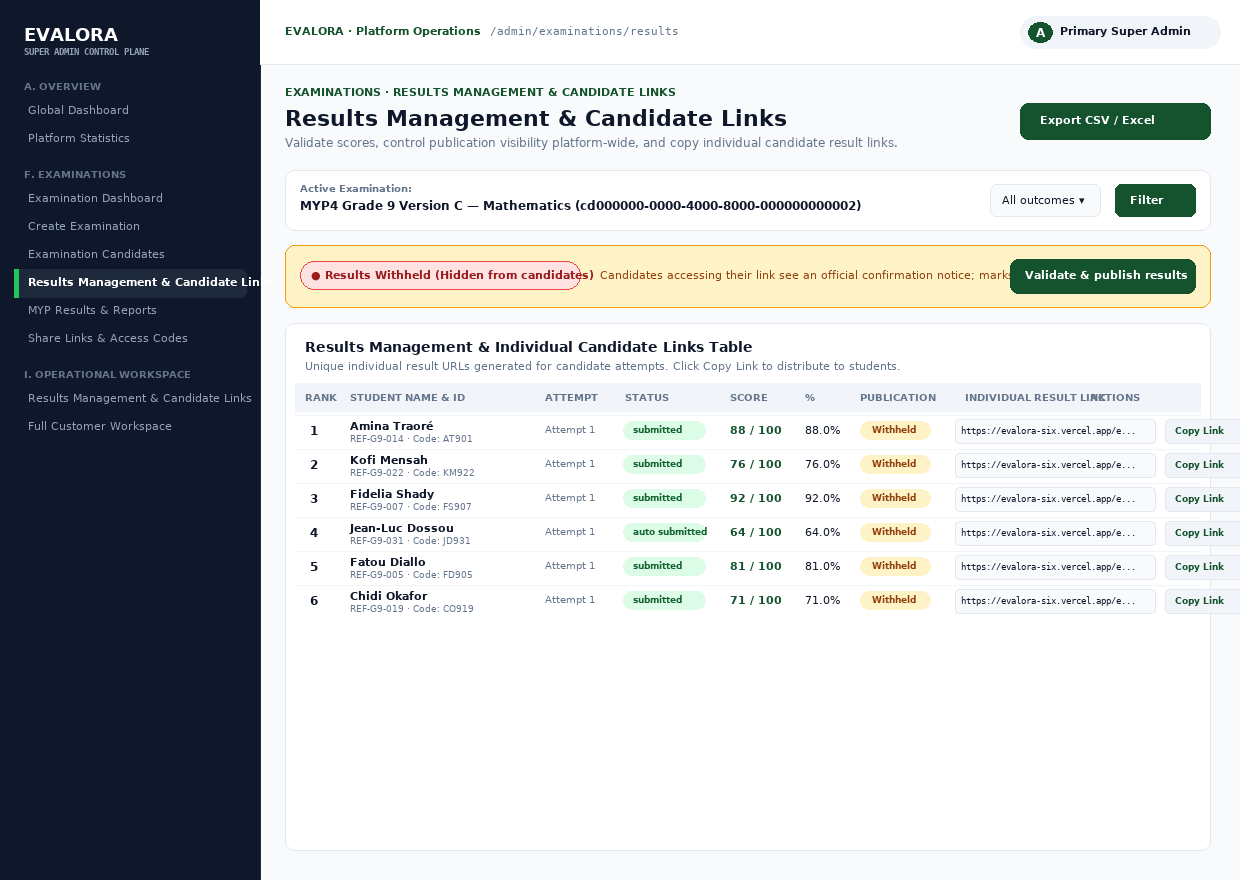 EVALORA
SUPER ADMIN CONTROL PLANE
A. OVERVIEW
Global Dashboard
Platform Statistics
F. EXAMINATIONS
Examination Dashboard
Create Examination
Examination Candidates
Results Management & Candidate Lin
MYP Results & Reports
Share Links & Access Codes
I. OPERATIONAL WORKSPACE
Results Management & Candidate Links
Full Customer Workspace
EVALORA · Platform Operations /admin/examinations/results
A Primary Super Admin
EXAMINATIONS · RESULTS MANAGEMENT & CANDIDATE LINKS
Results Management & Candidate Links
Validate scores, control publication visibility platform-wide, and copy individual candidate result links.
Export CSV / Excel
Active Examination:
MYP4 Grade 9 Version C — Mathematics (cd000000-0000-4000-8000-000000000002)
All outcomes ▾
Filter
● Results Withheld (Hidden from candidates) Candidates accessing their link see an official confirmation notice; marks
Validate & publish results
Results Management & Individual Candidate Links Table
Unique individual result URLs generated for candidate attempts. Click Copy Link to distribute to students.
RANK STUDENT NAME & ID ATTEMPT STATUS SCORE % PUBLICATION INDIVIDUAL RESULT LINK ACTIONS
1 Amina Traoré Attempt 1 submitted 88 / 100 88.0% Withheld https://evalora-six.vercel.app/e... Copy Link
REF-G9-014 · Code: AT901
2 Kofi Mensah Attempt 1 submitted 76 / 100 76.0% Withheld https://evalora-six.vercel.app/e... Copy Link
REF-G9-022 · Code: KM922
3 Fidelia Shady Attempt 1 submitted 92 / 100 92.0% Withheld https://evalora-six.vercel.app/e... Copy Link
REF-G9-007 · Code: FS907
4 Jean-Luc Dossou Attempt 1 auto submitted 64 / 100 64.0% Withheld https://evalora-six.vercel.app/e... Copy Link
REF-G9-031 · Code: JD931
5 Fatou Diallo Attempt 1 submitted 81 / 100 81.0% Withheld https://evalora-six.vercel.app/e... Copy Link
REF-G9-005 · Code: FD905
6 Chidi Okafor Attempt 1 submitted 71 / 100 71.0% Withheld https://evalora-six.vercel.app/e... Copy Link
REF-G9-019 · Code: CO919